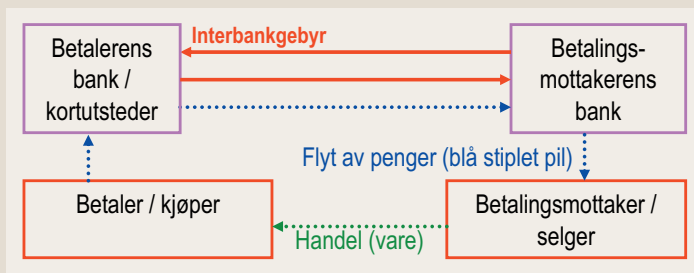 Betalerens
bank /
kortutsteder
Interbankgebyr
Betalings-
mottakerens
bank
Flyt av penger (blå stiplet pil)
Betaler / kjøper
Betalingsmottaker /
selger
Handel (vare)